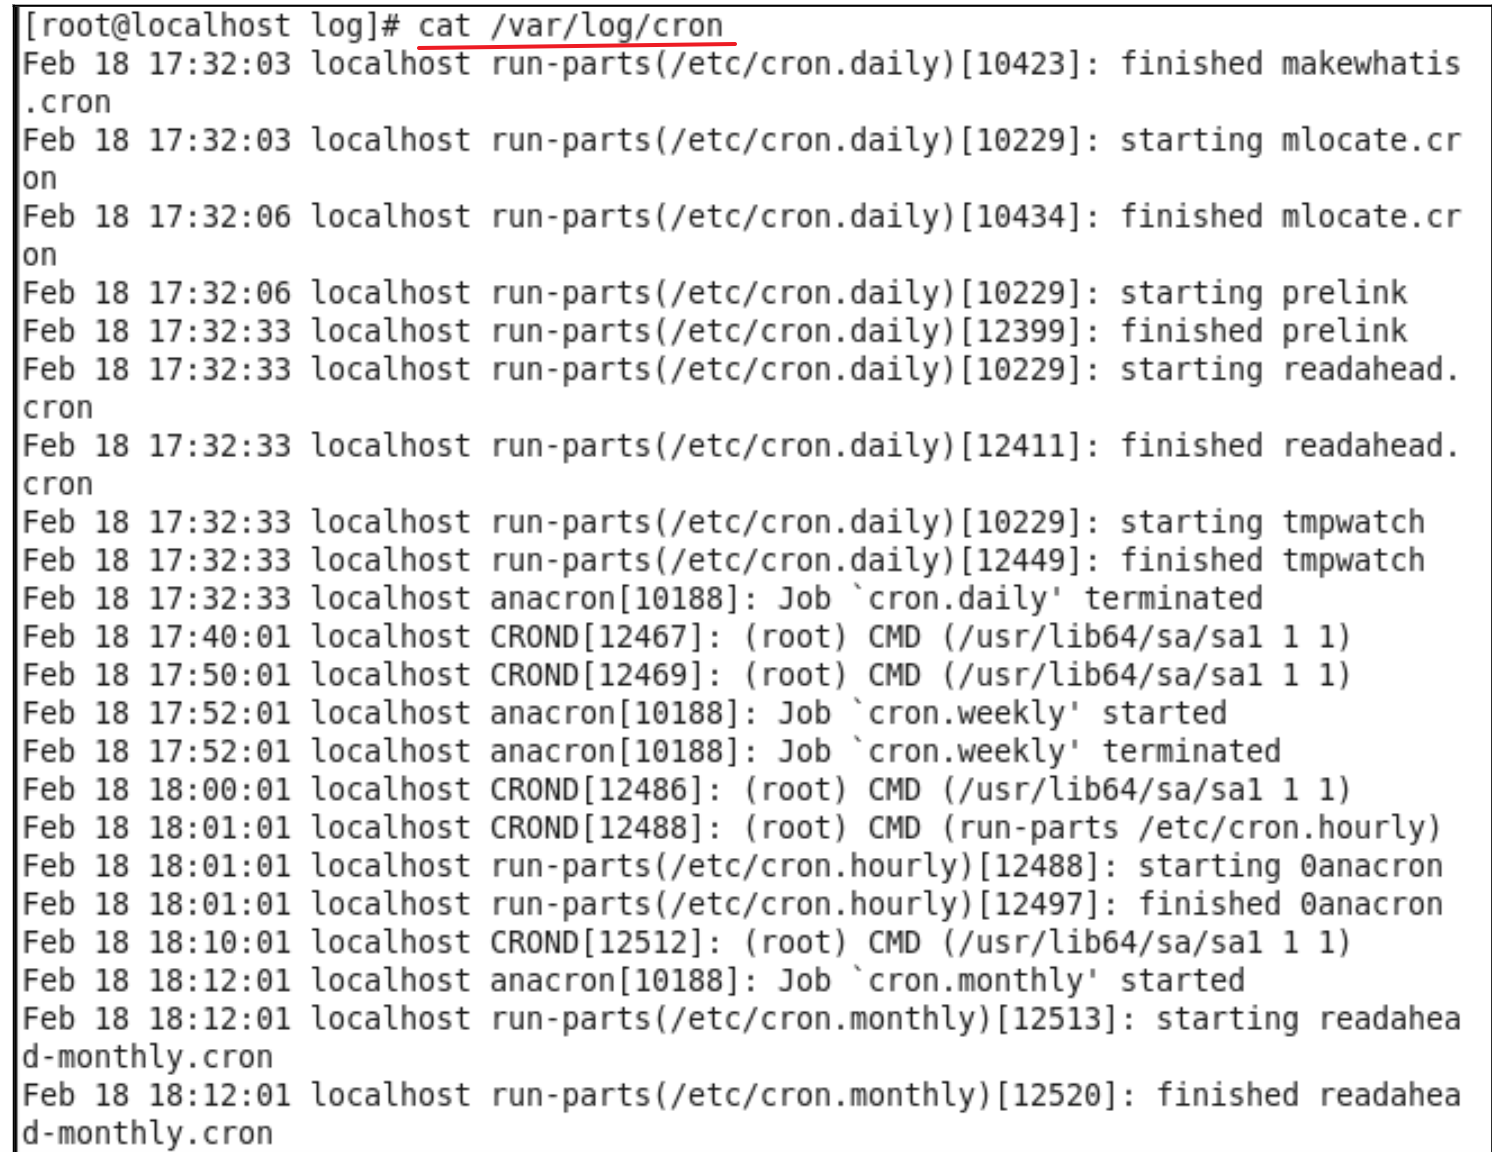 [root@localhost log]# cat /var/log/cron
Feb 18 17:32:03 localhost run-parts(/etc/cron.daily)[10423]: finished makewhatis
.cron
Feb 18 17:32:03 localhost run-parts(/etc/cron.daily)[10229]: starting mlocate.cr
on
Feb 18 17:32:06 localhost run-parts(/etc/cron.daily)[10434]: finished mlocate.cr
on
Feb 18 17:32:06 localhost run-parts(/etc/cron.daily)[10229]: starting prelink
Feb 18 17:32:33 localhost run-parts(/etc/cron.daily)[12399]: finished prelink
Feb 18 17:32:33 localhost run-parts(/etc/cron.daily)[10229]: starting readahead.
cron
Feb 18 17:32:33 localhost run-parts(/etc/cron.daily)[12411]: finished readahead.
cron
Feb 18 17:32:33 localhost run-parts(/etc/cron.daily)[10229]: starting tmpwatch
Feb 18 17:32:33 localhost run-parts(/etc/cron.daily)[12449]: finished tmpwatch
Feb 18 17:32:33 localhost anacron[10188]: Job `cron.daily' terminated
Feb 18 17:40:01 localhost CROND[12467]: (root) CMD (/usr/lib64/sa/sa1 1 1)
Feb 18 17:50:01 localhost CROND[12469]: (root) CMD (/usr/lib64/sa/sa1 1 1)
Feb 18 17:52:01 localhost anacron[10188]: Job `cron.weekly' started
Feb 18 17:52:01 localhost anacron[10188]: Job `cron.weekly' terminated
Feb 18 18:00:01 localhost CROND[12486]: (root) CMD (/usr/lib64/sa/sa1 1 1)
Feb 18 18:01:01 localhost CROND[12488]: (root) CMD (run-parts /etc/cron.hourly)
Feb 18 18:01:01 localhost run-parts(/etc/cron.hourly)[12488]: starting 0anacron
Feb 18 18:01:01 localhost run-parts(/etc/cron.hourly)[12497]: finished 0anacron
Feb 18 18:10:01 localhost CROND[12512]: (root) CMD (/usr/lib64/sa/sa1 1 1)
Feb 18 18:12:01 localhost anacron[10188]: Job `cron.monthly' started
Feb 18 18:12:01 localhost run-parts(/etc/cron.monthly)[12513]: starting readahea
d-monthly.cron
Feb 18 18:12:01 localhost run-parts(/etc/cron.monthly)[12520]: finished readahea
d-monthly.cron